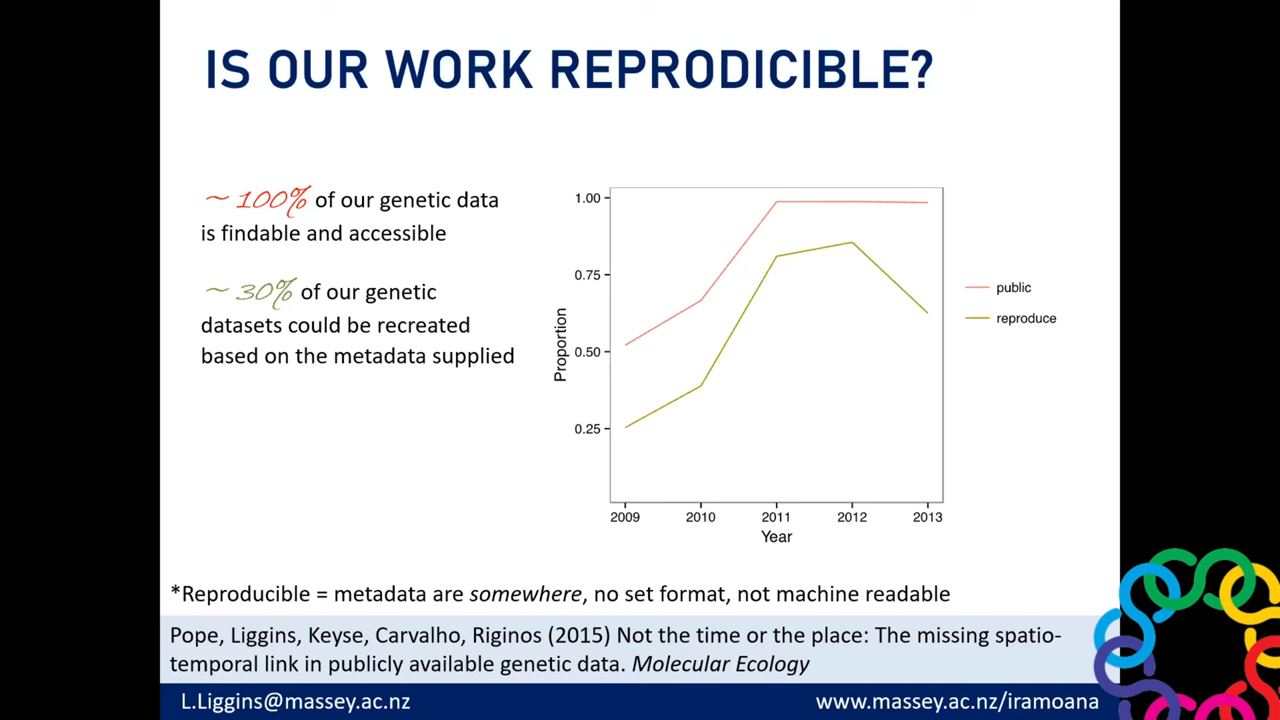 IS OUR WORK REPRODICIBLE?
~ 100% of our genetic data
is findable and accessible
~ 30% of our genetic
datasets could be recreated
based on the metadata supplied
1.00
0.75
0.50
0.25
Proportion
2009 2010 2011 2012 2013
Year
public
reproduce
*Reproducible = metadata are somewhere, no set format, not machine readable
Pope, Liggins, Keyse, Carvalho, Riginos (2015) Not the time or the place: The missing spatio-
temporal link in publicly available genetic data. Molecular Ecology
L.Liggins@massey.ac.nz www.massey.ac.nz/iramoana